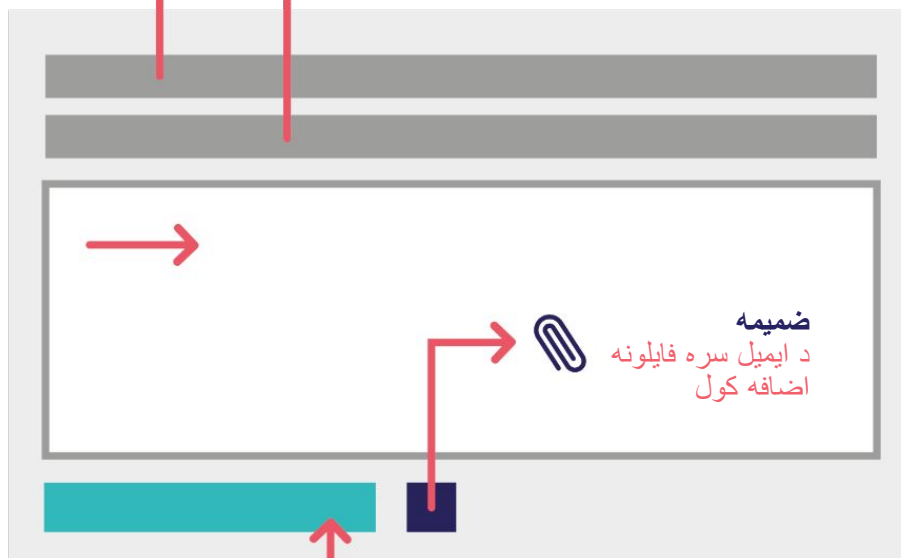 ضمیمه
د ایمیل سره فایلونه
اضافه کول